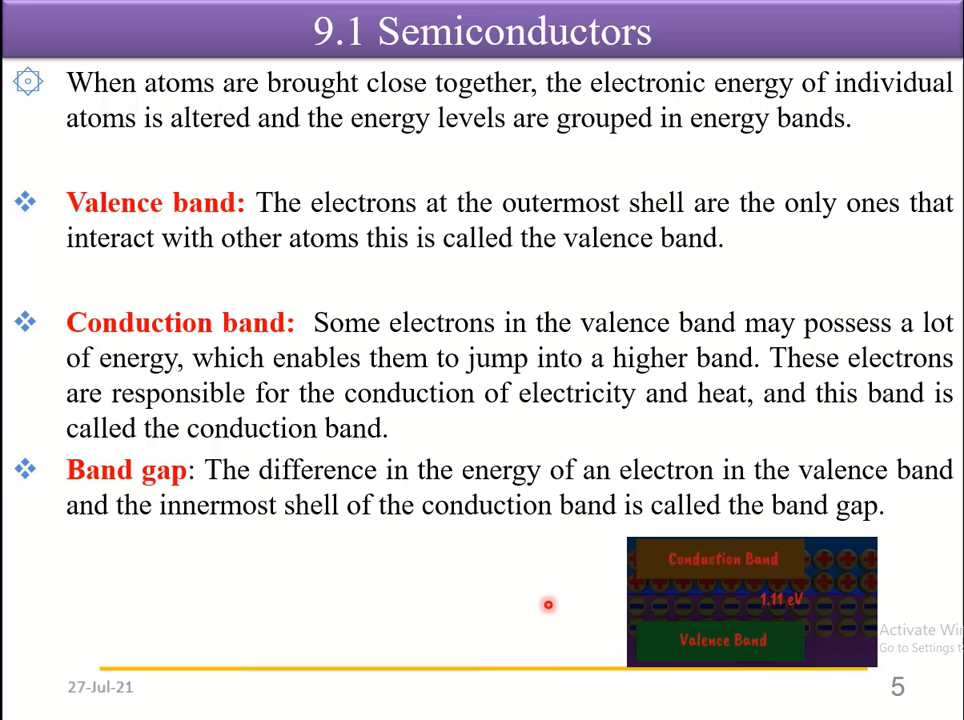 9.1 Semiconductors
When atoms are brought close together, the electronic energy of individual
atoms is altered and the energy levels are grouped in energy bands.
Valence band: The electrons at the outermost shell are the only ones that
interact with other atoms this is called the valence band.
Conduction band: Some electrons in the valence band may possess a lot
of energy, which enables them to jump into a higher band. These electrons
are responsible for the conduction of electricity and heat, and this band is
called the conduction band.
Band gap: The difference in the energy of an electron in the valence band
and the innermost shell of the conduction band is called the band gap.
Conduction Band
1.11 eV
Valence Band
Activate Win
Go to Settings t
27-Jul-21
5